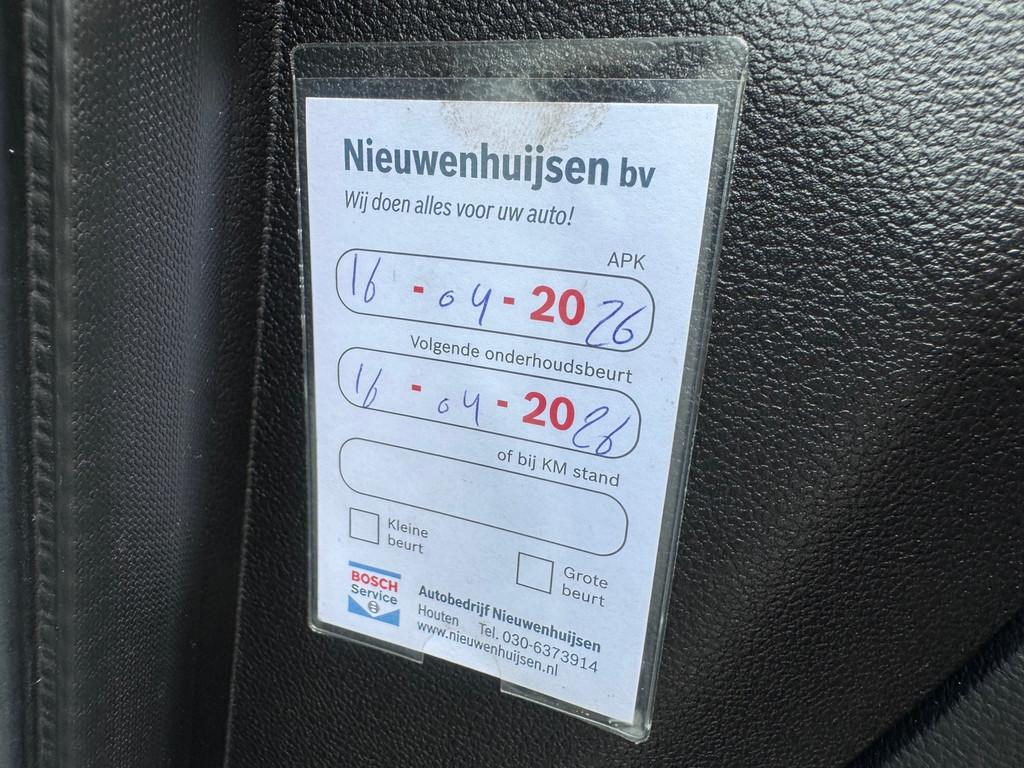 Nieuwenhuijsen bv
Wij doen alles voor uw auto!
APK
16 - 04 - 2026
Volgende onderhoudsbeurt
16 - 04 - 2026
of bij KM stand
Kleine
beurt
Grote
beurt
BOSCH
Service
Autobedrijf Nieuwenhuijsen
Houten Tel. 030-6373914
www.nieuwenhuijsen.nl